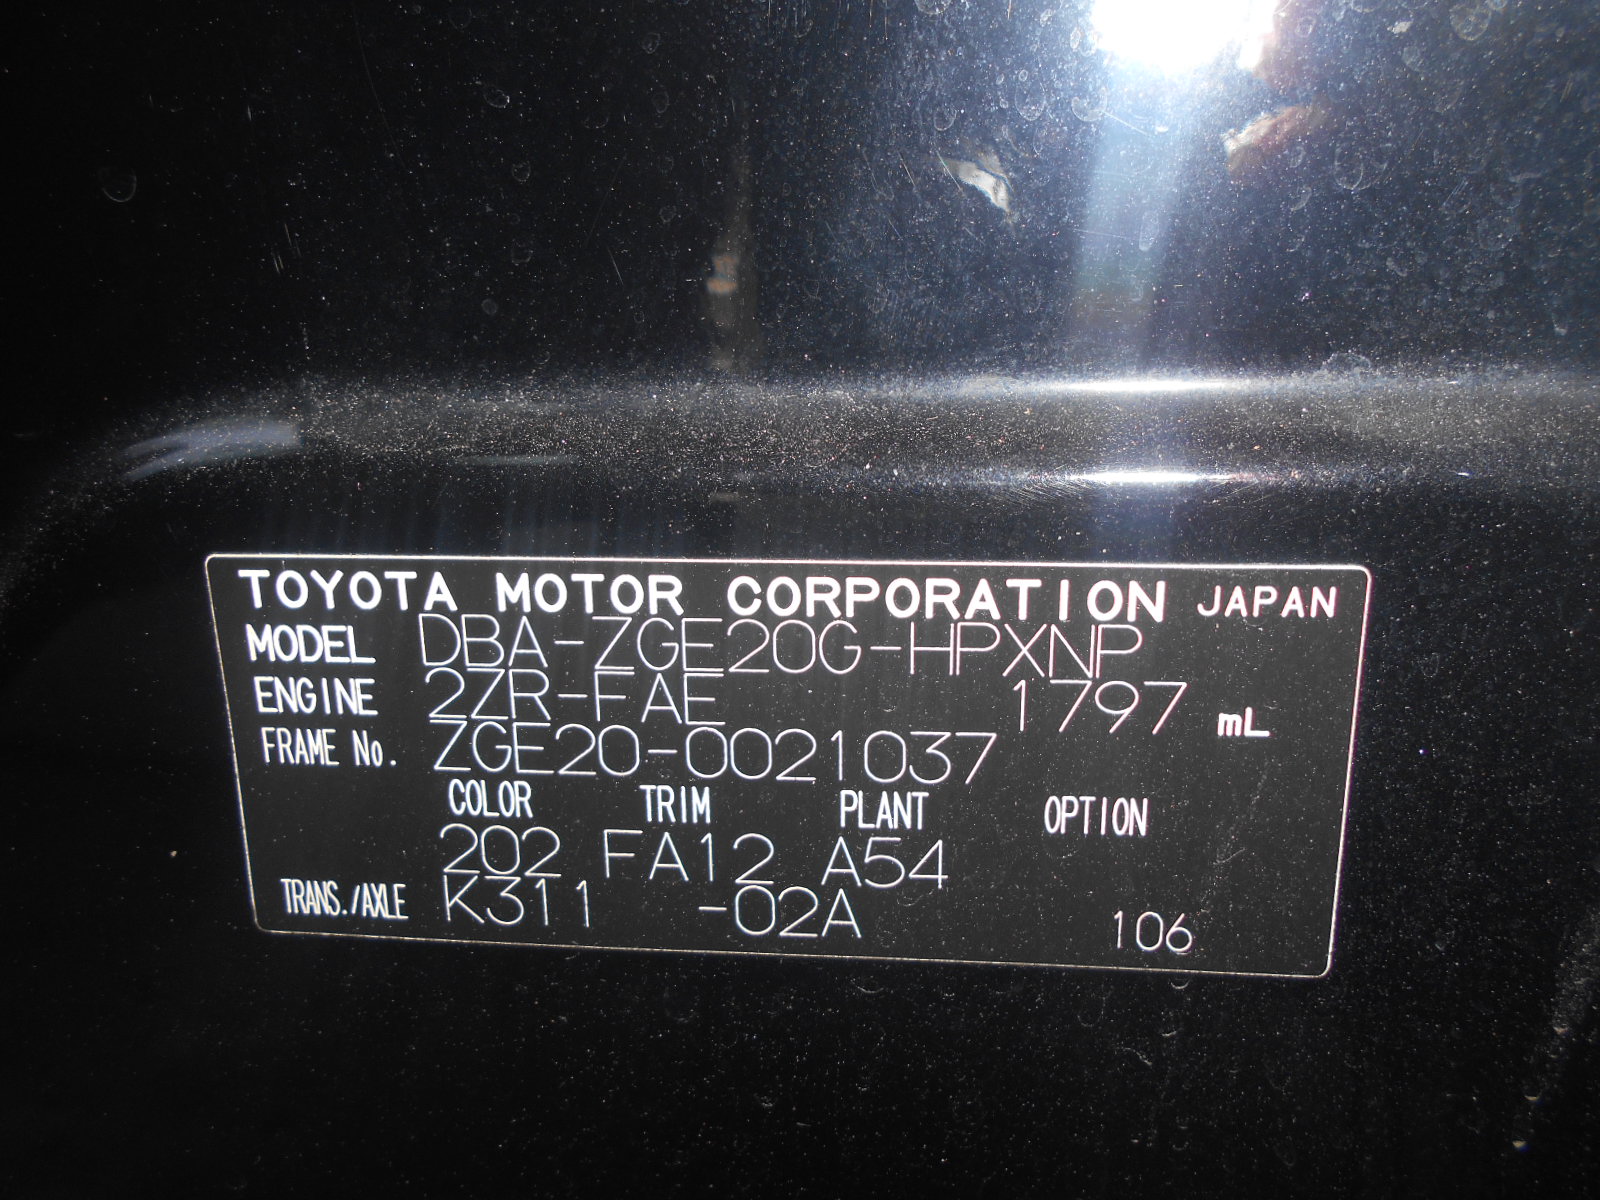 TOYOTA MOTOR CORPORATION JAPAN
MODEL DBA-ZGE20G-HPXNP
ENGINE 2ZR-FAE 1797 mL
FRAME No. ZGE20-0021037
COLOR TRIM PLANT OPTION
202 FA12 A54
TRANS./AXLE K311 -02A 106